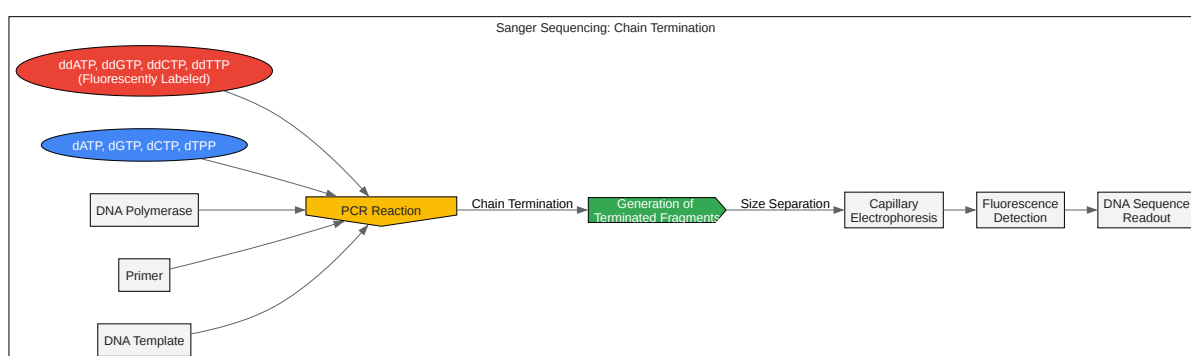 Sanger Sequencing: Chain Termination
ddATP, ddGTP, ddCTP, ddTTP
(Fluorescently Labeled)
dATP, dGTP, dCTP, dTPP
DNA Polymerase
Primer
DNA Template
PCR Reaction
Chain Termination
Generation of
Terminated Fragments
Size Separation
Capillary
Electrophoresis
Fluorescence
Detection
DNA Sequence
Readout